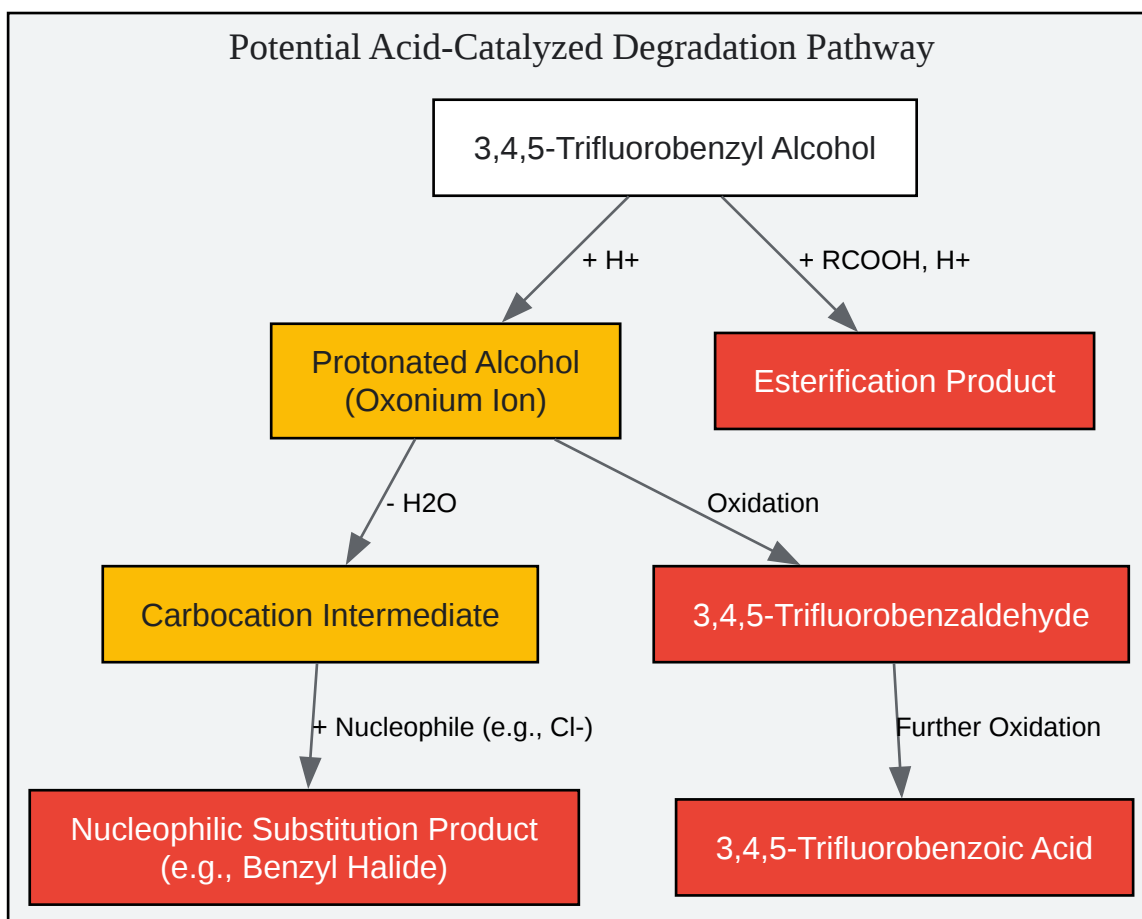 Potential Acid-Catalyzed Degradation Pathway
3,4,5-Trifluorobenzyl Alcohol
+ H+
+ RCOOH, H+
Protonated Alcohol
(Oxonium Ion)
Esterification Product
- H2O
Oxidation
Carbocation Intermediate
3,4,5-Trifluorobenzaldehyde
+ Nucleophile (e.g., Cl-)
Further Oxidation
Nucleophilic Substitution Product
(e.g., Benzyl Halide)
3,4,5-Trifluorobenzoic Acid